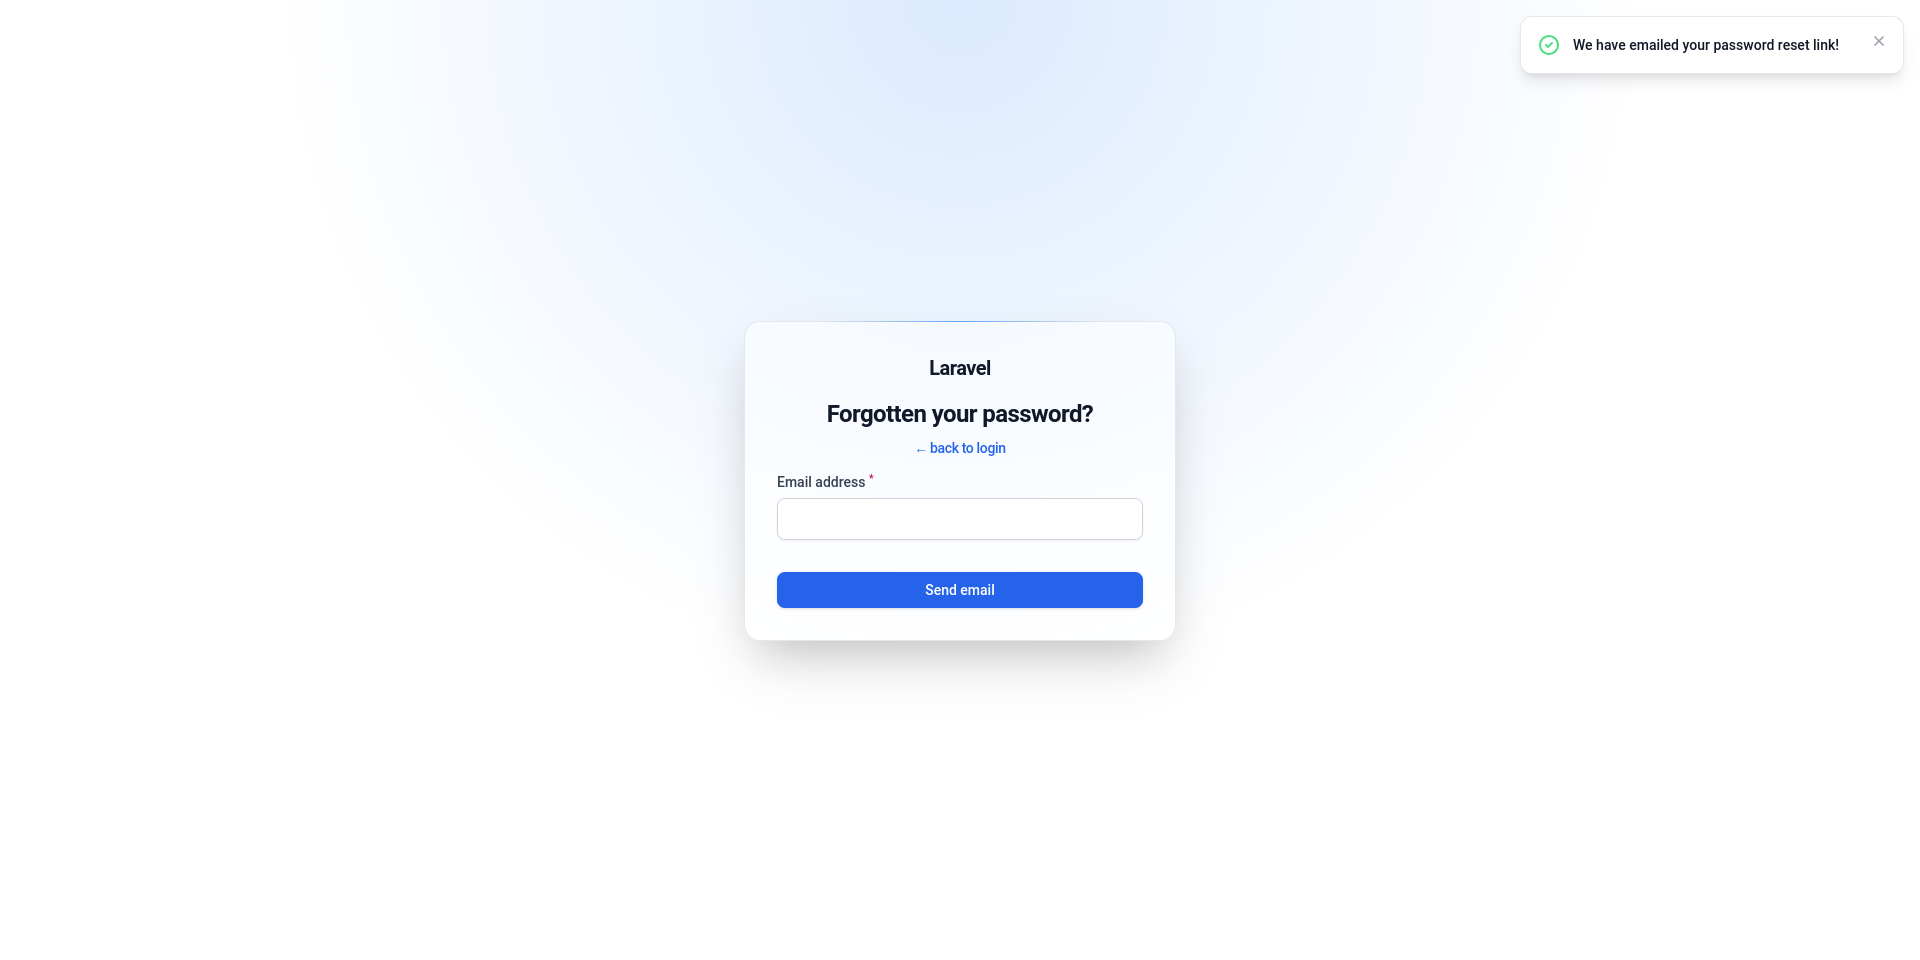 We have emailed your password reset link!
Laravel
Forgotten your password?
← back to login
Email address *
Send email